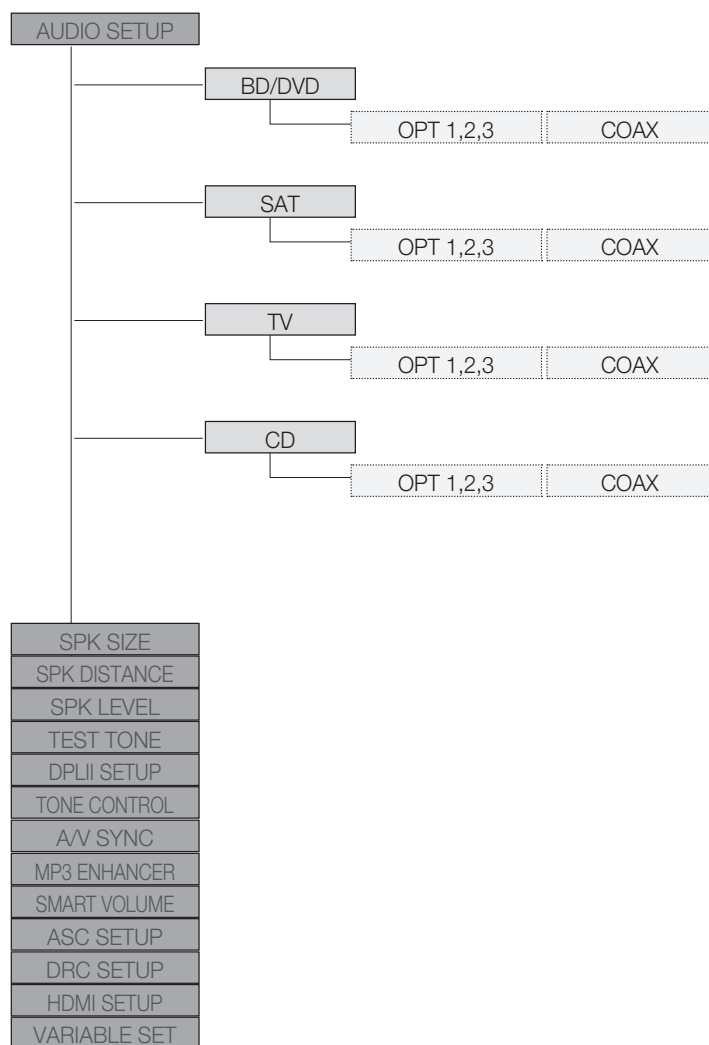 AUDIO SETUP
BD/DVD
OPT 1,2,3 COAX
SAT
OPT 1,2,3 COAX
TV
OPT 1,2,3 COAX
CD
OPT 1,2,3 COAX
SPK SIZE
SPK DISTANCE
SPK LEVEL
TEST TONE
DPLII SETUP
TONE CONTROL
A/V SYNC
MP3 ENHANCER
SMART VOLUME
ASC SETUP
DRC SETUP
HDMI SETUP
VARIABLE SET